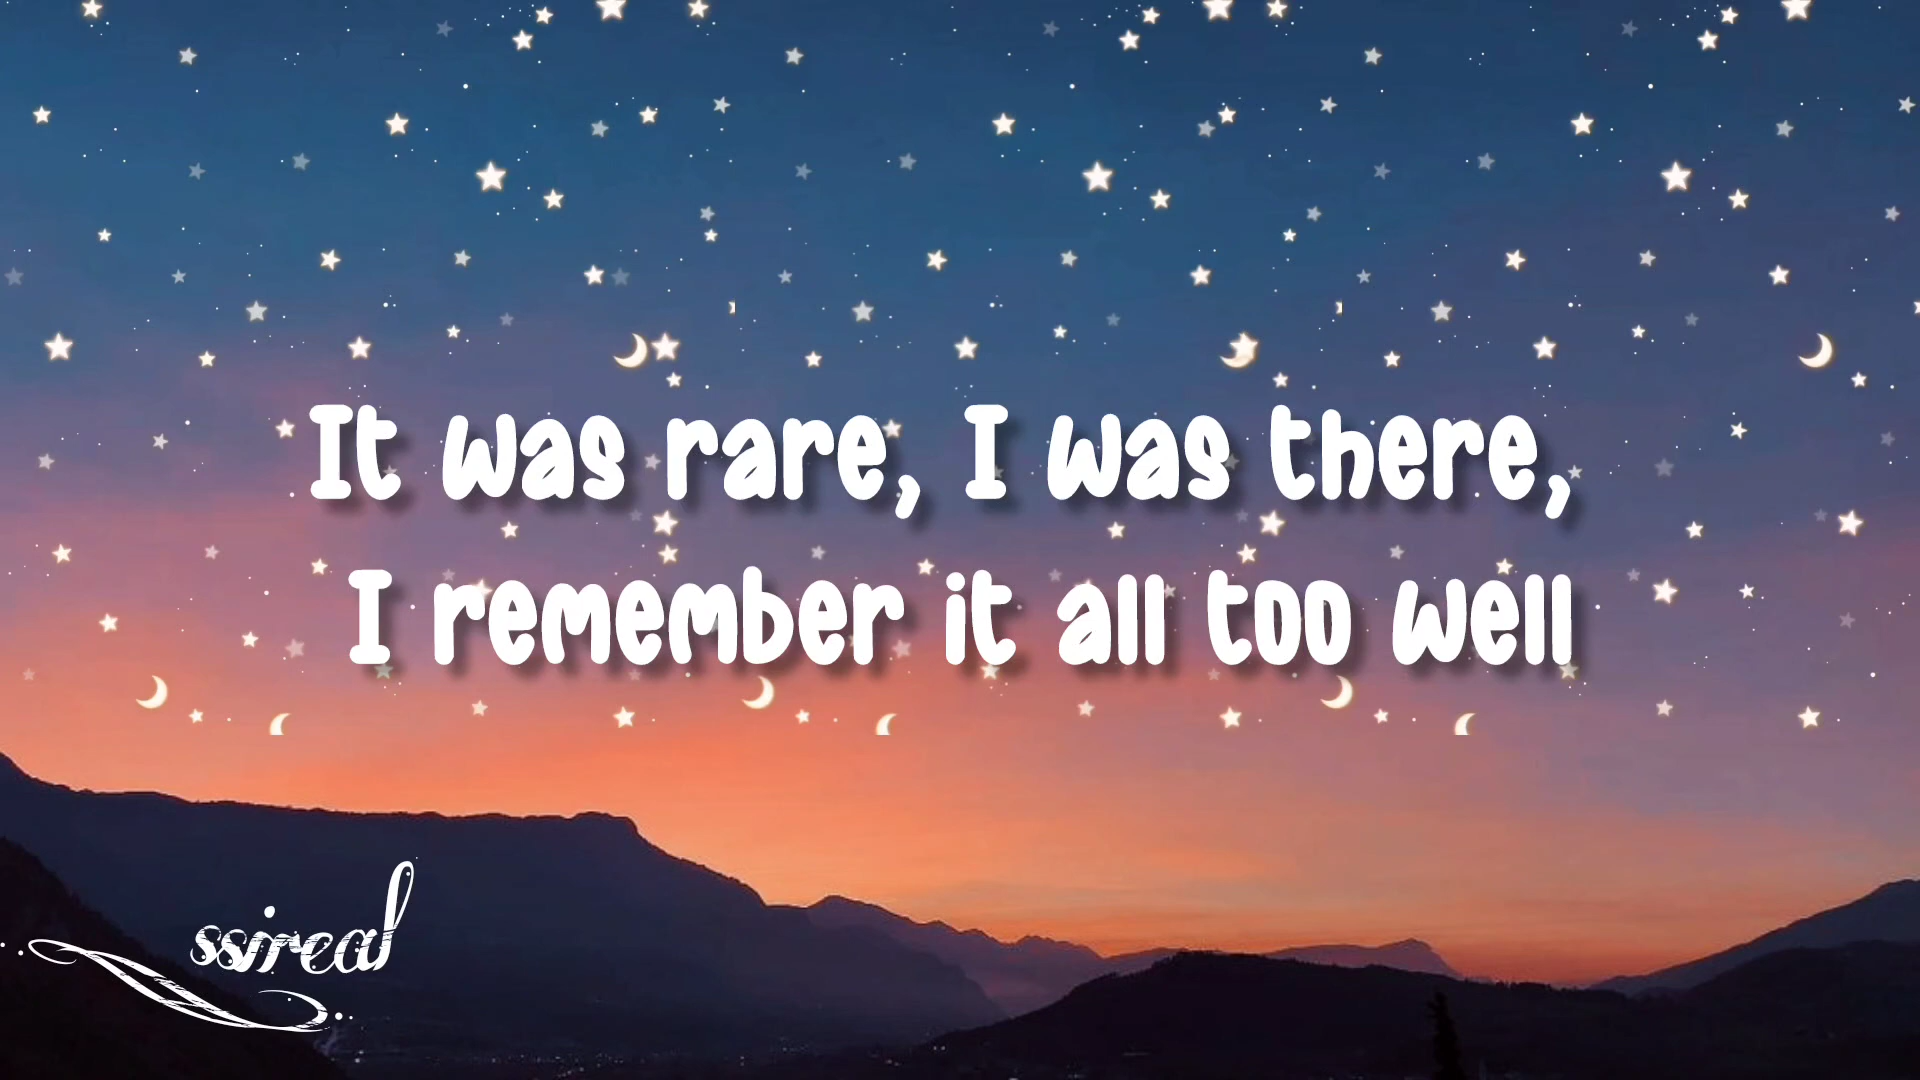 It was rare, I was there,
I remember it all too well
ssireal